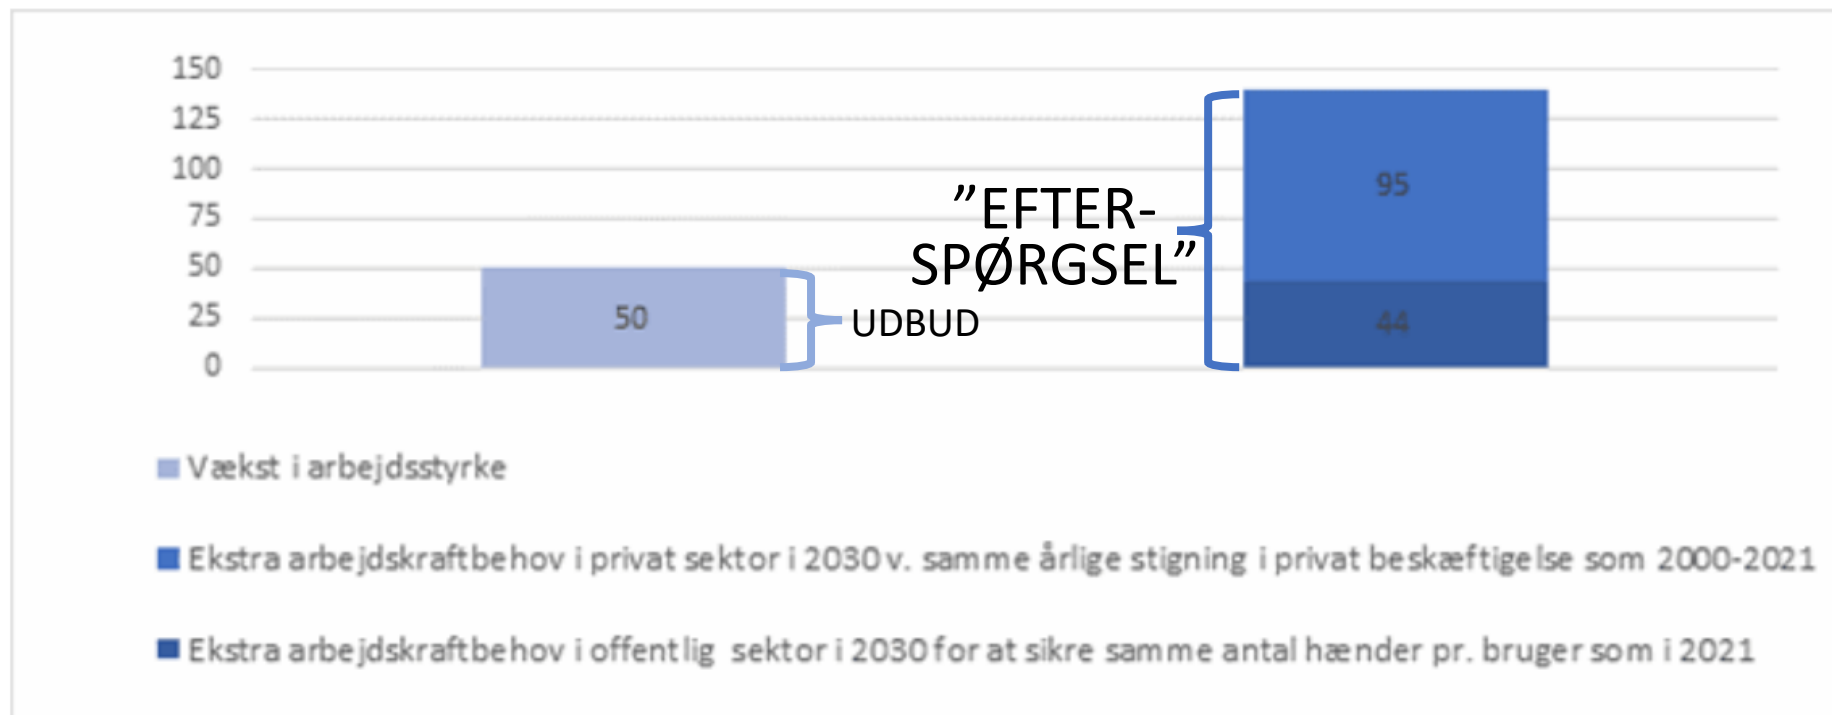 150
125
100
75
50
25
0
50
UDBUD
”EFTER-
SPØRGSEL”
95
44
Vækst i arbejdsstyrke
Ekstra arbejdskraftbehov i privat sektor i 2030 v. samme årlige stigning i privat beskæftigelse som 2000-2021
Ekstra arbejdskraftbehov i offentlig sektor i 2030 for at sikre samme antal hænder pr. bruger som i 2021